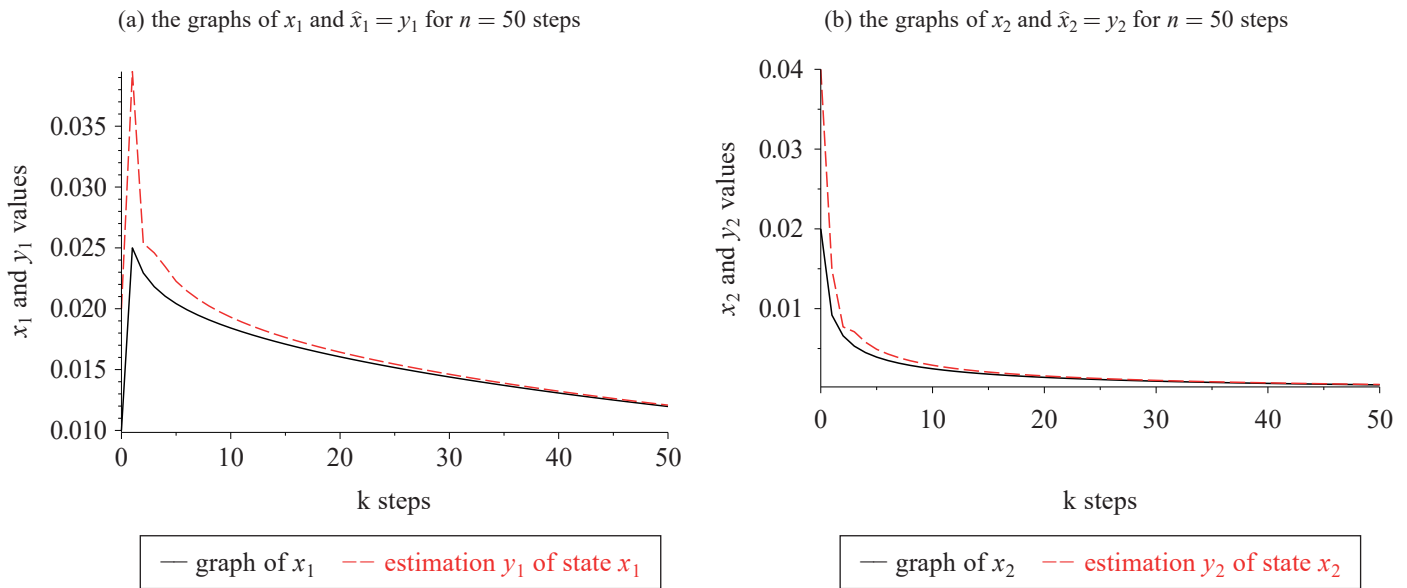 (a) the graphs of x₁ and x̂₁ = y₁ for n = 50 steps
x₁ and y₁ values
0.035
0.030
0.025
0.020
0.015
0.010
0 10 20 30 40 50
k steps
graph of x₁ estimation y₁ of state x₁
(b) the graphs of x₂ and x̂₂ = y₂ for n = 50 steps
x₂ and y₂ values
0.04
0.03
0.02
0.01
0 10 20 30 40 50
k steps
graph of x₂ estimation y₂ of state x₂